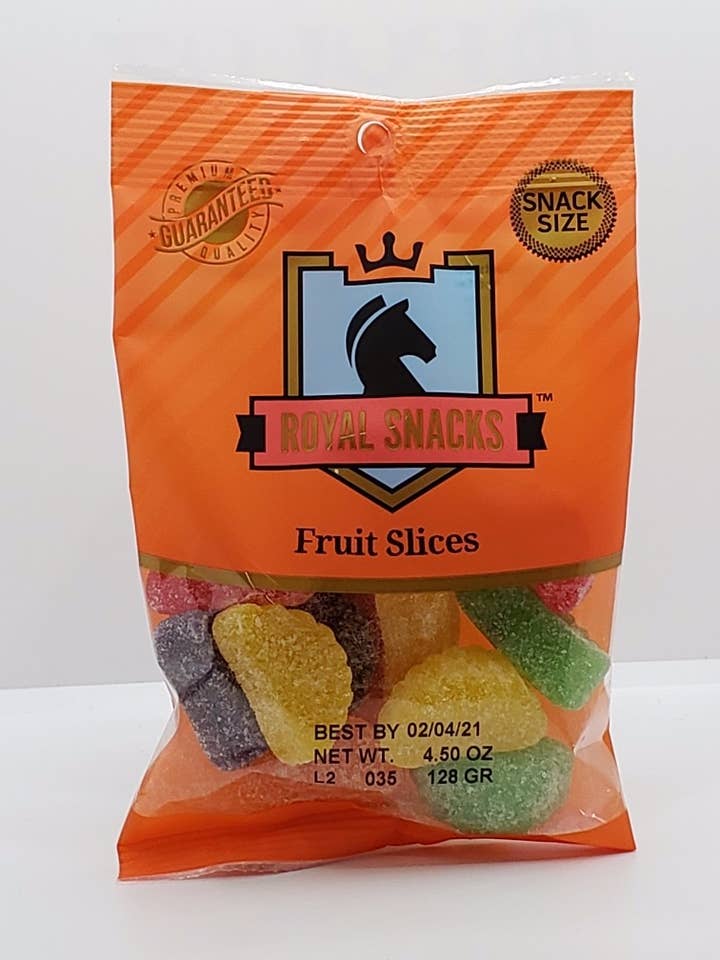 PREMIUM
GUARANTEED
QUALITY
SNACK
SIZE
ROYAL SNACKS
TM
Fruit Slices
BEST BY 02/04/21
NET WT. 4.50 OZ
L2 035 128 GR